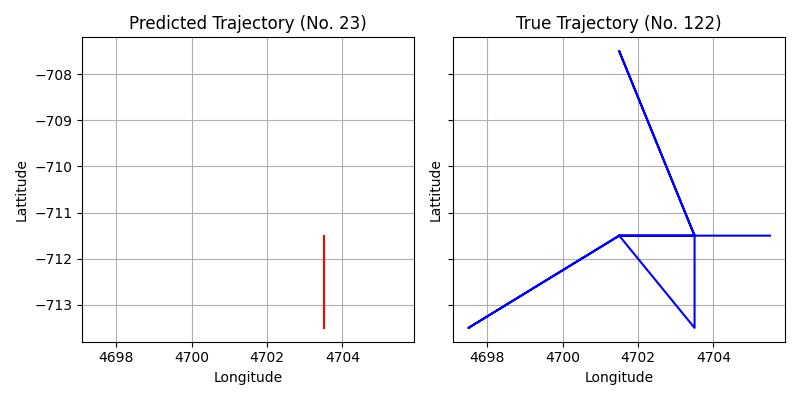 Predicted Trajectory (No. 23)
True Trajectory (No. 122)
−708
−709
−710
−711
−712
−713
Lattitude
4698
4700
4702
4704
Longitude
Lattitude
4698
4700
4702
4704
Longitude